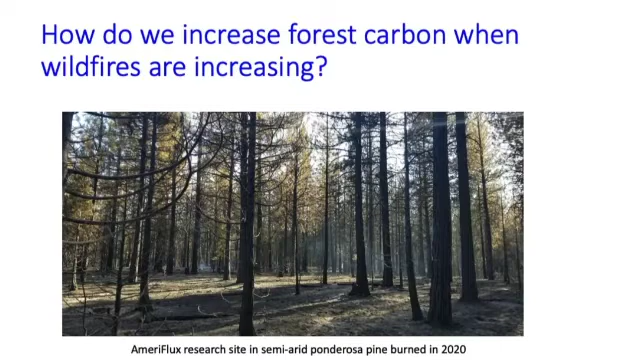 How do we increase forest carbon when
wildfires are increasing?
AmeriFlux research site in semi-arid ponderosa pine burned in 2020